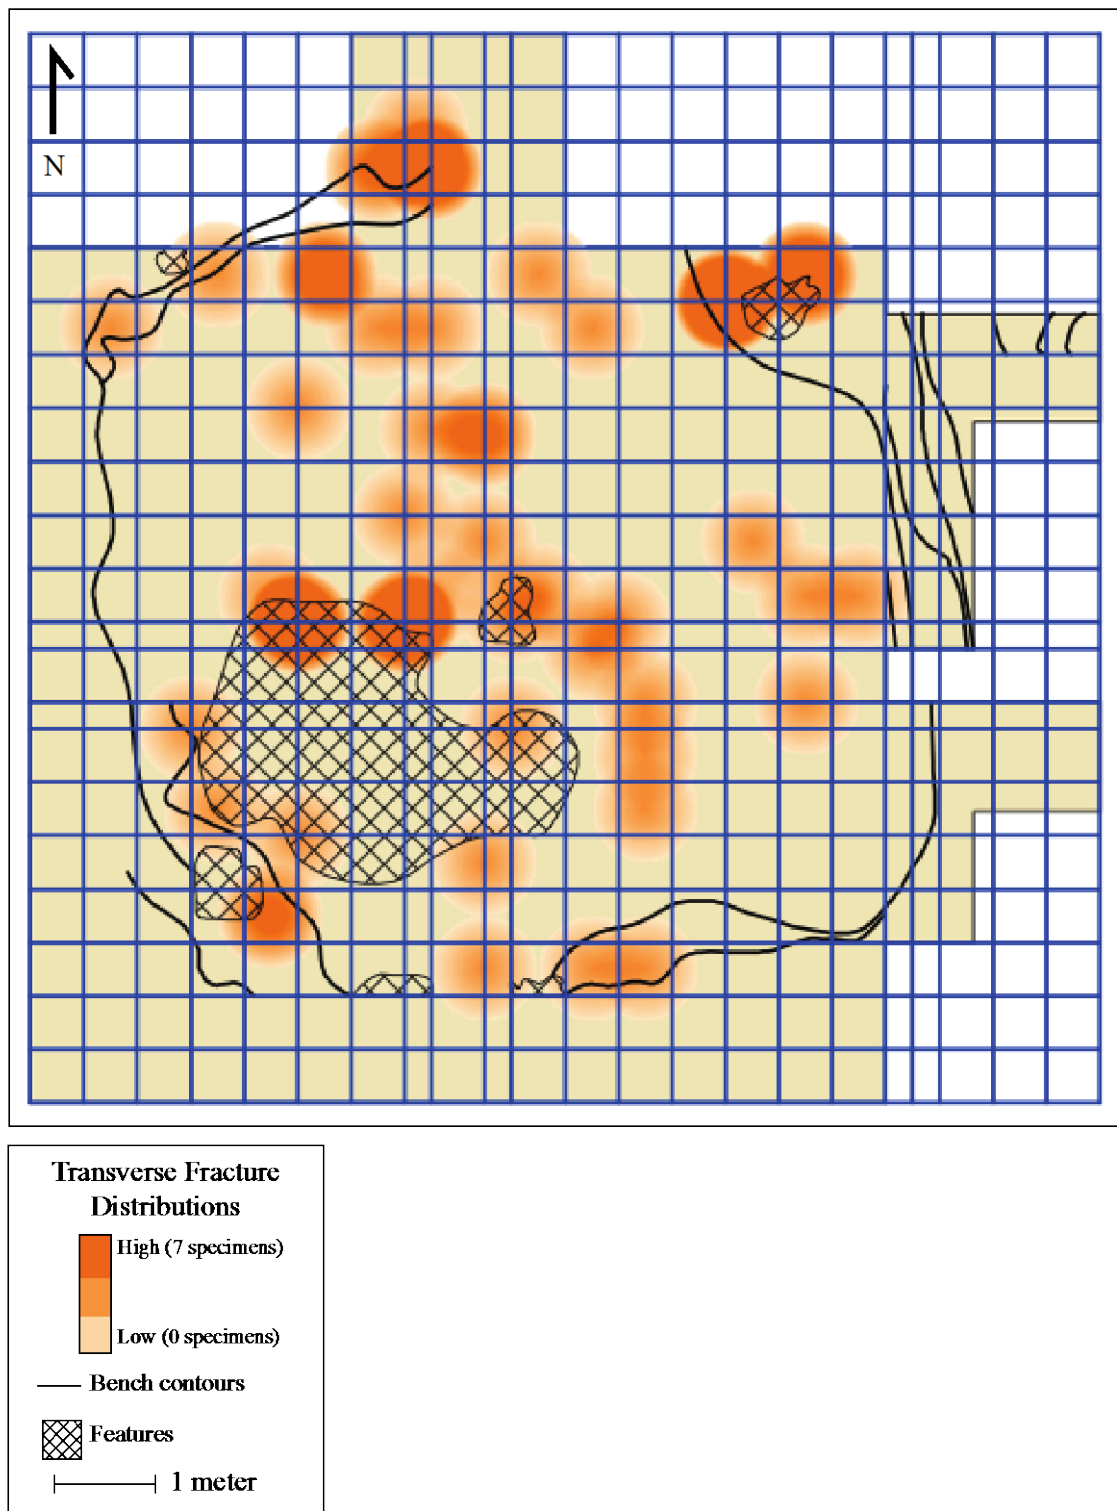 N
Transverse Fracture
Distributions
High (7 specimens)
Low (0 specimens)
Bench contours
Features
1 meter